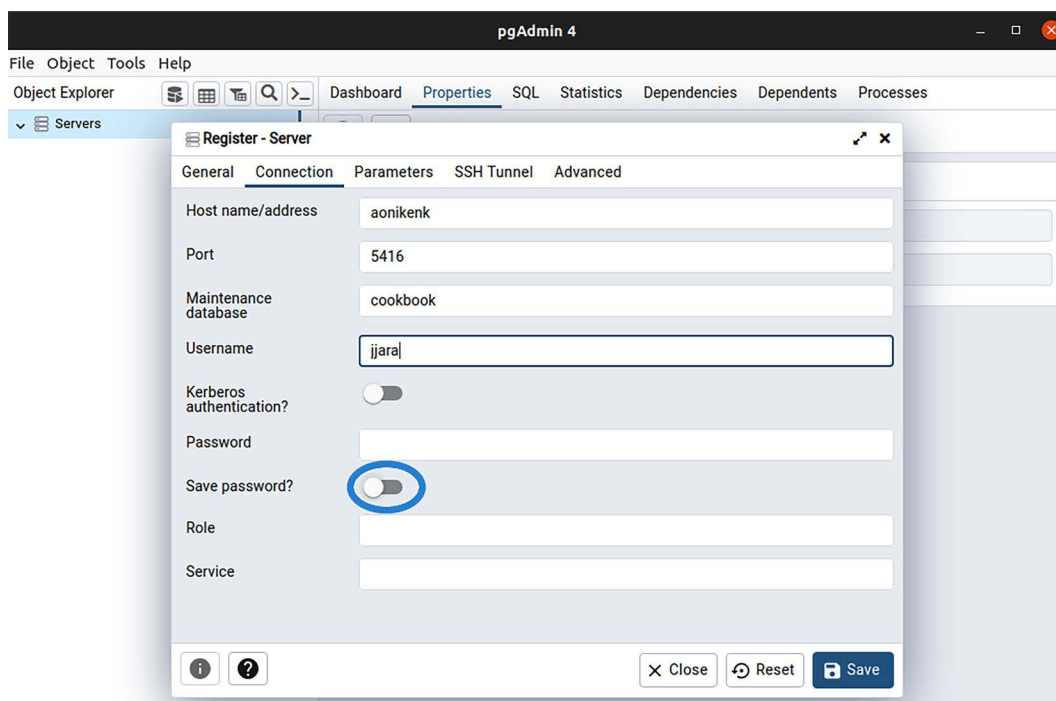 pgAdmin 4
File Object Tools Help
Object Explorer
Dashboard Properties SQL Statistics Dependencies Dependents Processes
Servers
Register - Server
General Connection Parameters SSH Tunnel Advanced
Host name/address aonikenk
Port 5416
Maintenance
database
cookbook
Username jjara
Kerberos
authentication?
Password
Save password?
Role
Service
Close Reset Save